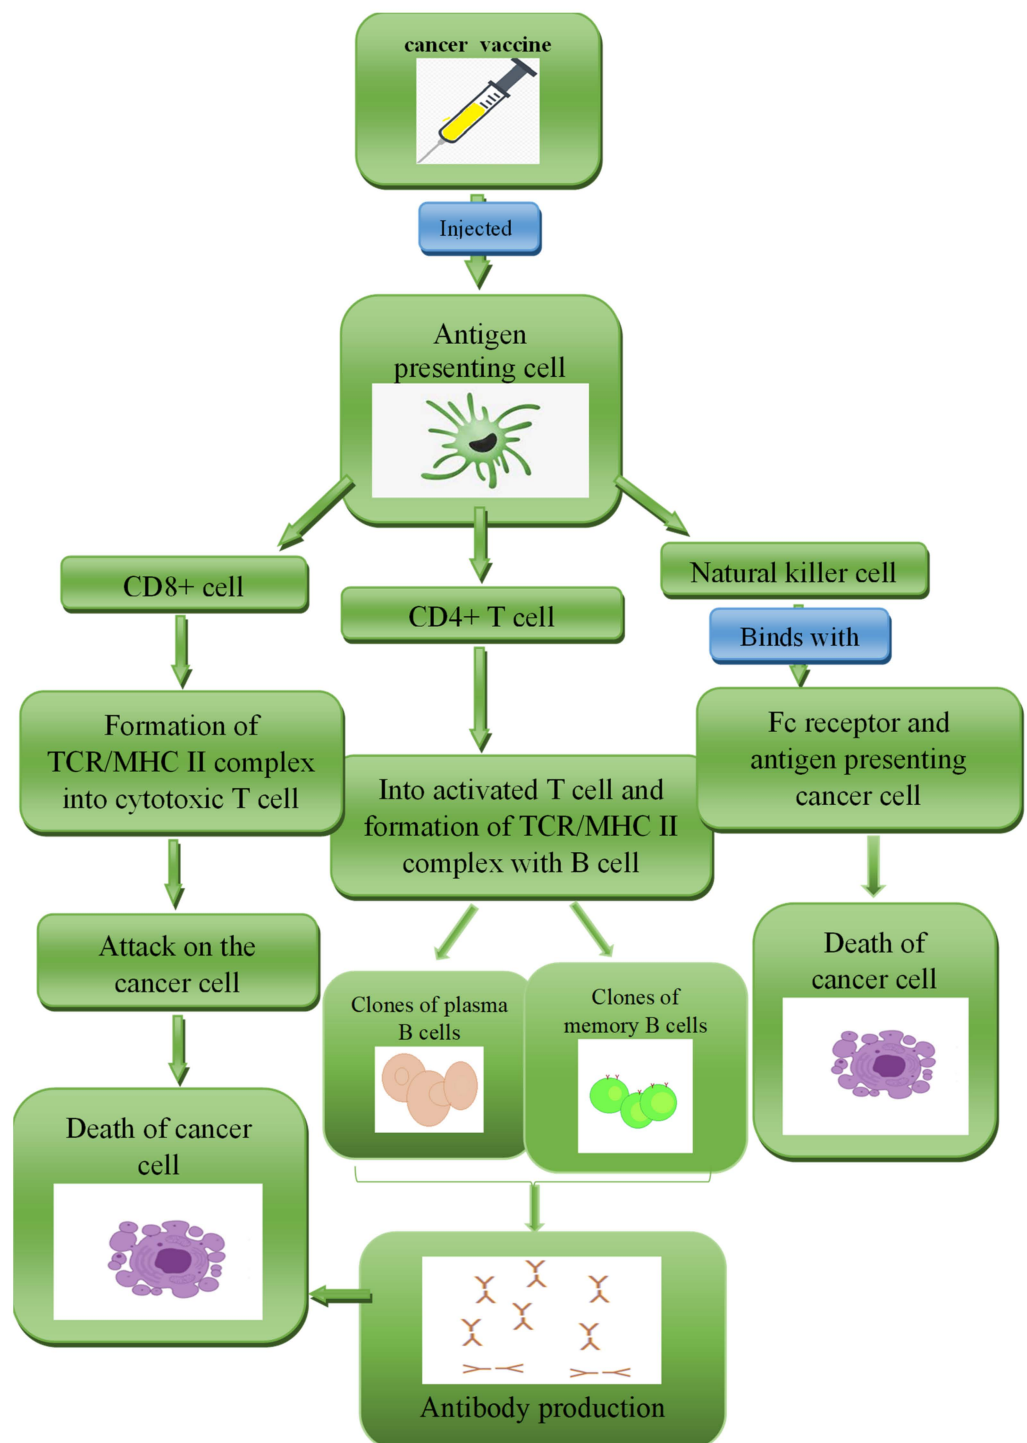 cancer vaccine
Injected
Antigen
presenting cell
CD8+ cell
CD4+ T cell
Natural killer cell
Binds with
Formation of
TCR/MHC II complex
into cytotoxic T cell
Into activated T cell and
formation of TCR/MHC II
complex with B cell
Fc receptor and
antigen presenting
cancer cell
Attack on the
cancer cell
Clones of plasma
B cells
Clones of
memory B cells
Death of
cancer cell
Death of cancer
cell
Antibody production